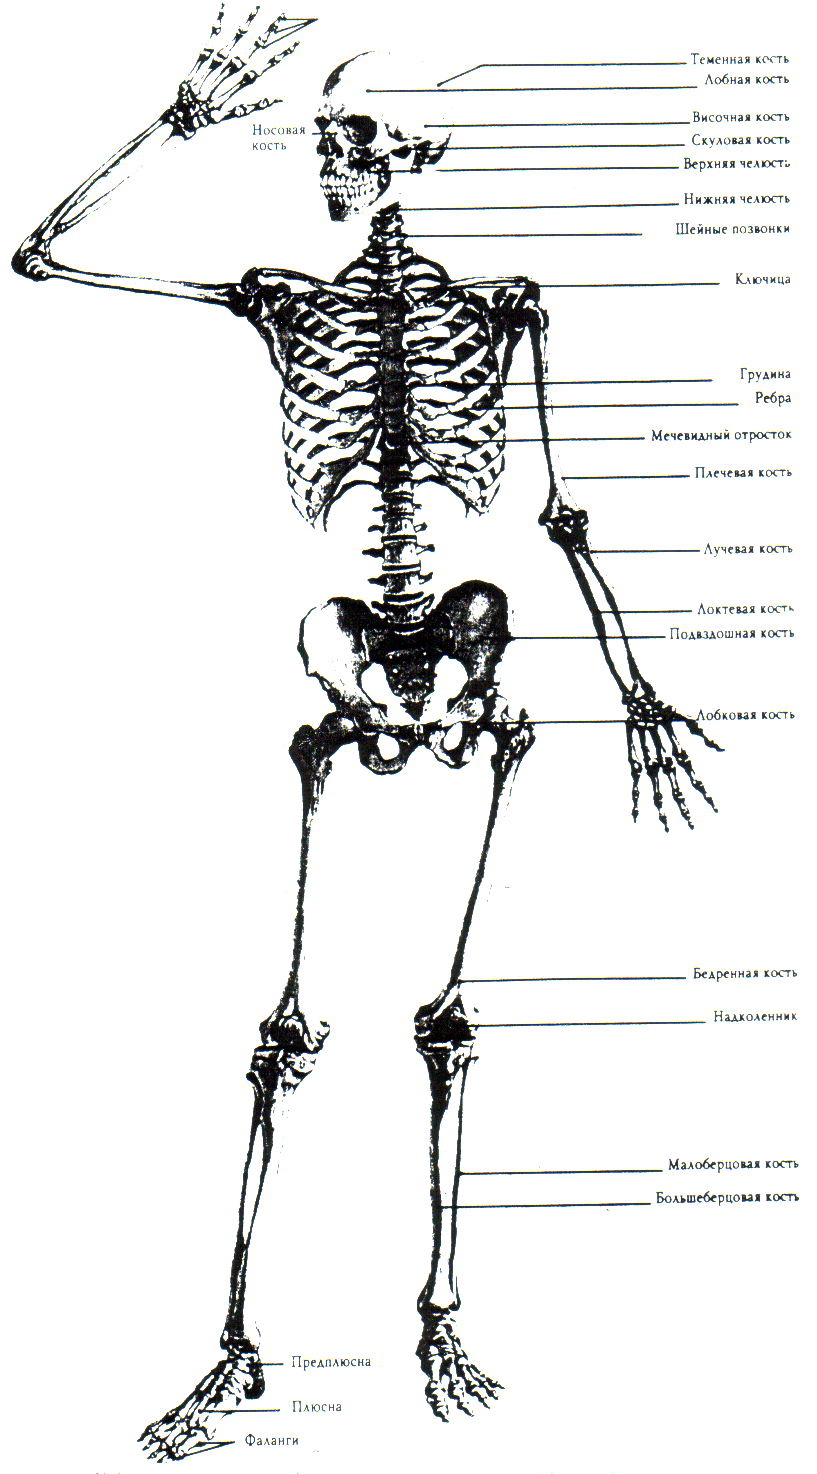 Теменная кость
Лобная кость
Височная кость
Носовая
кость
Скуловая кость
Верхняя челюсть
Нижняя челюсть
Шейные позвонки
Ключица
Грудина
Ребра
Мечевидный отросток
Плечевая кость
Лучевая кость
Локтевая кость
Подвздошная кость
Лобковая кость
Бедренная кость
Надколенник
Малоберцовая кость
Большеберцовая кость
Предплюсна
Плюсна
Фаланги